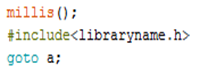 millis();
#include<libraryname.h>
goto a;